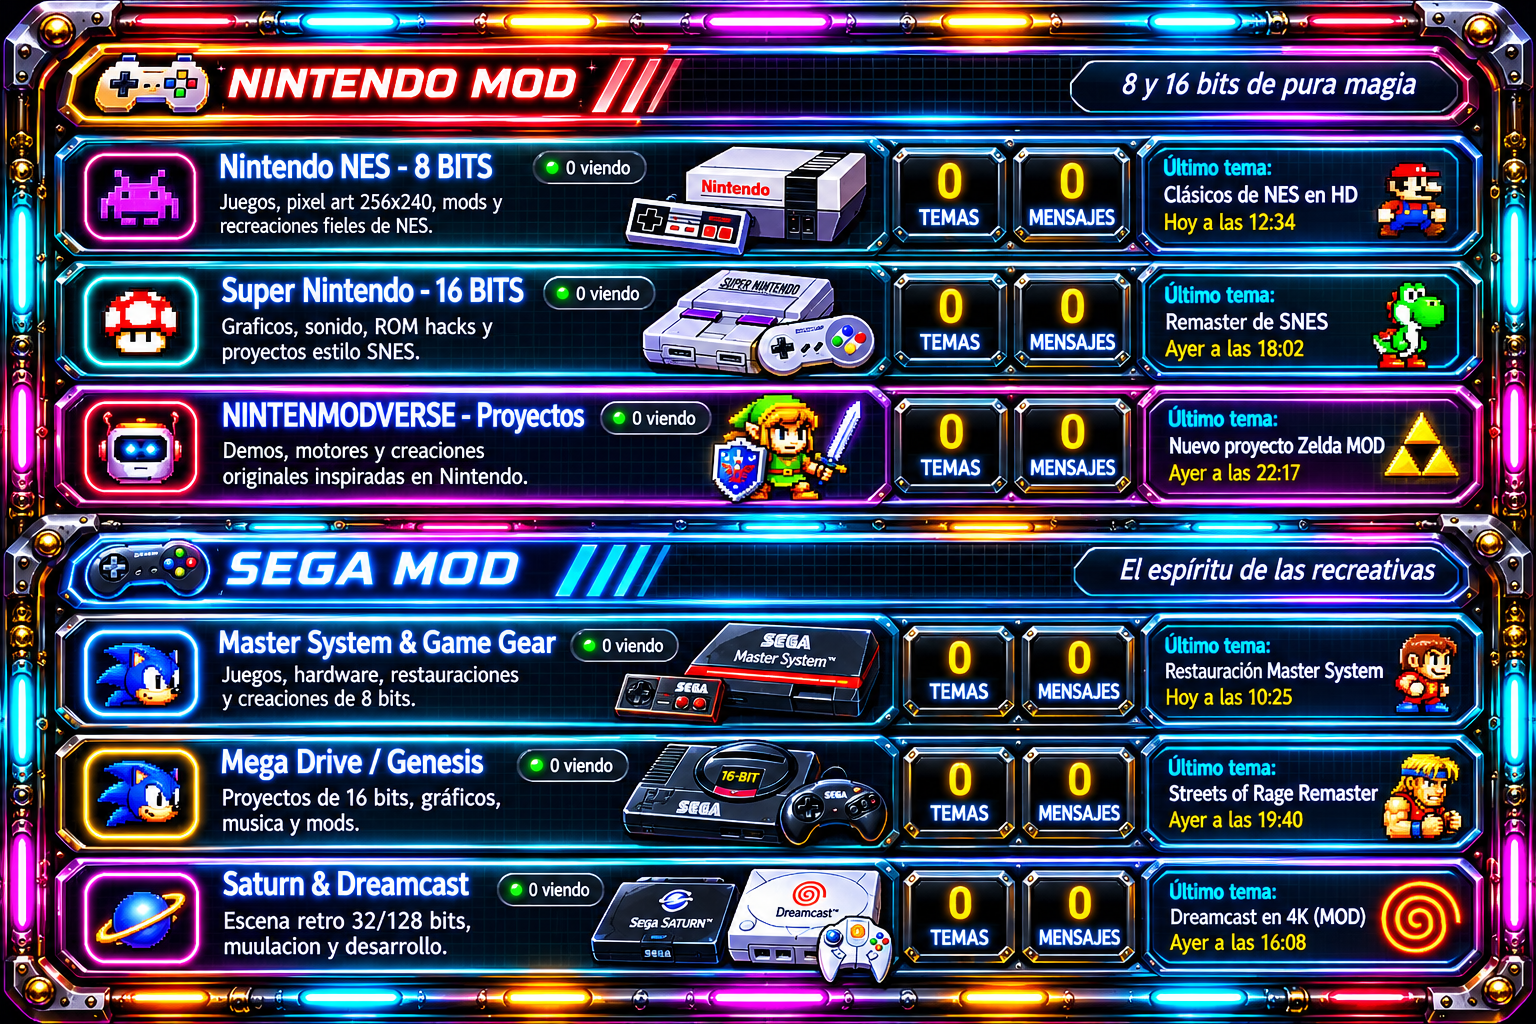 NINTENDO MOD
8 y 16 bits de pura magia
Nintendo NES - 8 BITS
0 viendo
Juegos, pixel art 256x240, mods y
recreaciones fieles de NES.
Nintendo
0
TEMAS
0
MENSAJES
Último tema:
Clásicos de NES en HD
Hoy a las 12:34
Super Nintendo - 16 BITS
0 viendo
Graficos, sonido, ROM hacks y
proyectos estilo SNES.
SUPER NINTENDO
0
TEMAS
0
MENSAJES
Último tema:
Remaster de SNES
Ayer a las 18:02
NINTENMODVERSE - Proyectos
0 viendo
Demos, motores y creaciones
originales inspiradas en Nintendo.
0
TEMAS
0
MENSAJES
Último tema:
Nuevo proyecto Zelda MOD
Ayer a las 22:17
SEGA MOD
El espíritu de las recreativas
Master System & Game Gear
0 viendo
Juegos, hardware, restauraciones
y creaciones de 8 bits.
SEGA
Master System™
SEGA
0
TEMAS
0
MENSAJES
Último tema:
Restauración Master System
Hoy a las 10:25
Mega Drive / Genesis
0 viendo
Proyectos de 16 bits, gráficos,
musica y mods.
16-BIT
SEGA
SEGA
0
TEMAS
0
MENSAJES
Último tema:
Streets of Rage Remaster
Ayer a las 19:40
Saturn & Dreamcast
0 viendo
Escena retro 32/128 bits,
muulacion y desarrollo.
Sega SATURN™
SEGA
Dreamcast™
0
TEMAS
0
MENSAJES
Último tema:
Dreamcast en 4K (MOD)
Ayer a las 16:08